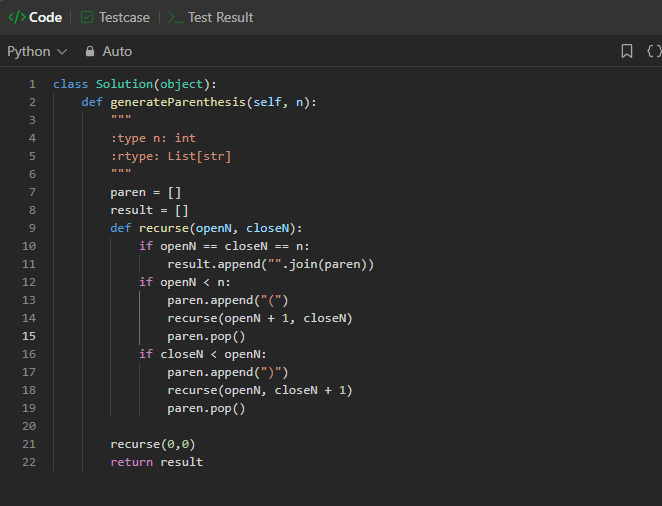 </> Code | Testcase | >_ Test Result
Python Auto {}
1 class Solution(object):
2     def generateParenthesis(self, n):
3         """
4         :type n: int
5         :rtype: List[str]
6         """
7         paren = []
8         result = []
9         def recurse(openN, closeN):
10             if openN == closeN == n:
11                 result.append("".join(paren))
12             if openN < n:
13                 paren.append("(")
14                 recurse(openN + 1, closeN)
15                 paren.pop()
16             if closeN < openN:
17                 paren.append(")")
18                 recurse(openN, closeN + 1)
19                 paren.pop()
20
21         recurse(0,0)
22         return result